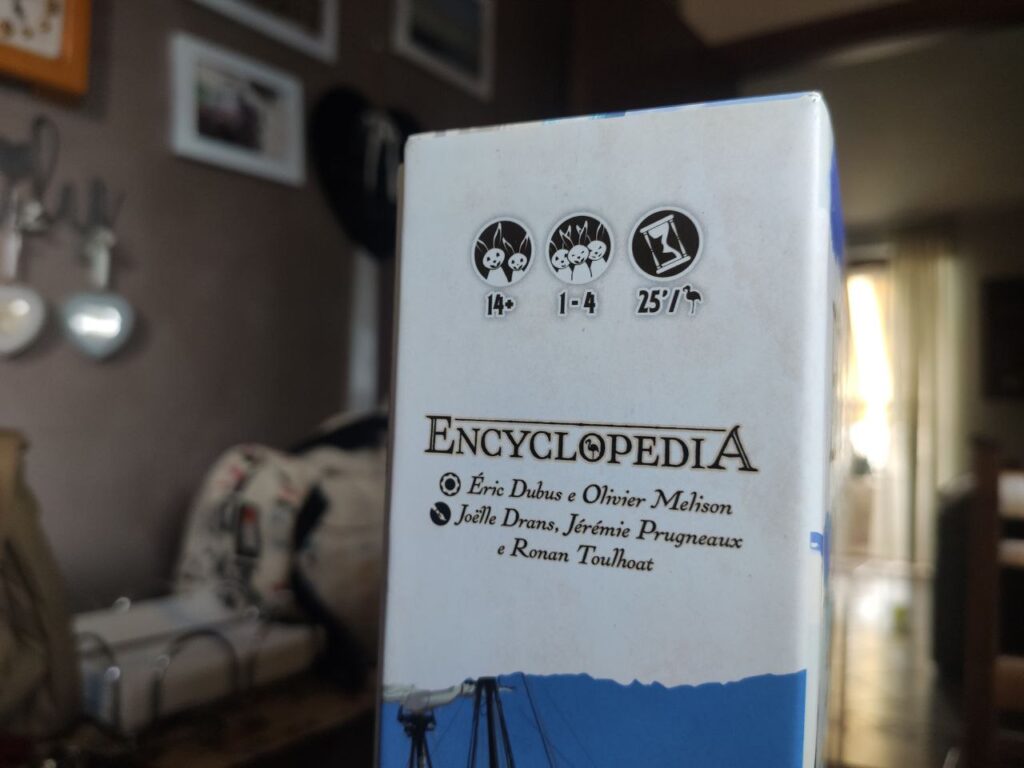 14+
1-4
25'/
ENCYCLOPEDIA
Éric Dubus e Olivier Melison
Joëlle Drans, Jérémie Prugneaux
e Ronan Toulhoat